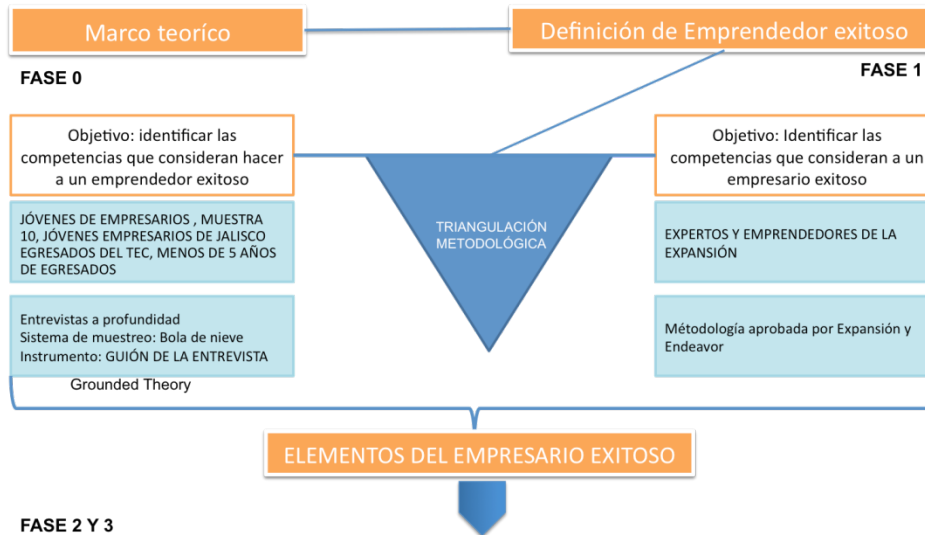 Marco teoríco
Definición de Emprendedor exitoso
FASE 0
FASE 1
Objetivo: identificar las
competencias que consideran hacer
a un emprendedor exitoso
Objetivo: Identificar las
competencias que consideran a un
empresario exitoso
JÓVENES DE EMPRESARIOS , MUESTRA
10, JÓVENES EMPRESARIOS DE JALISCO
EGRESADOS DEL TEC, MENOS DE 5 AÑOS
DE EGRESADOS
TRIANGULACIÓN
METODOLÓGICA
EXPERTOS Y EMPRENDEDORES DE LA
EXPANSIÓN
Entrevistas a profundidad
Sistema de muestreo: Bola de nieve
Instrumento: GUIÓN DE LA ENTREVISTA
Métodología aprobada por Expansión y
Endeavor
Grounded Theory
ELEMENTOS DEL EMPRESARIO EXITOSO
FASE 2 Y 3